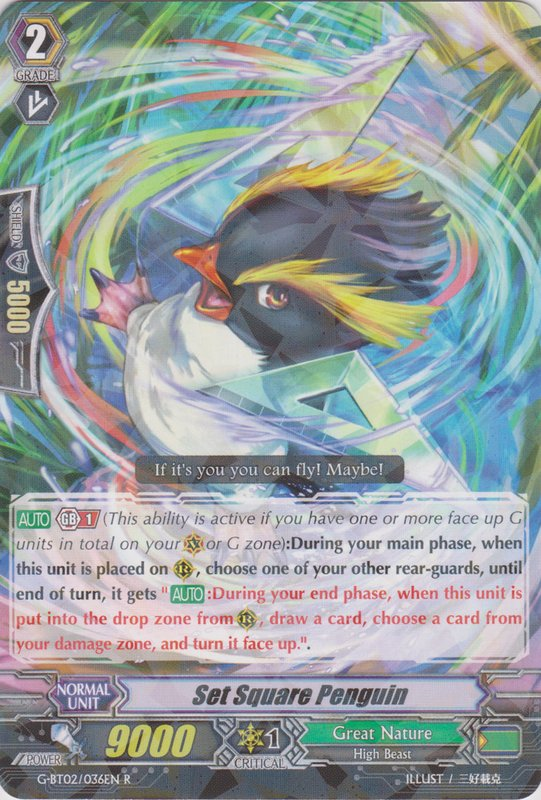 2
GRADE
SHIELD
5000
If it's you you can fly! Maybe!
AUTO GB 1 (This ability is active if you have one or more face up G
units in total on your V or G zone):During your main phase, when
this unit is placed on R, choose one of your other rear-guards, until
end of turn, it gets "AUTO:During your end phase, when this unit is
put into the drop zone from R, draw a card, choose a card from
your damage zone, and turn it face up.".
NORMAL
UNIT
Set Square Penguin
POWER
9000
1
CRITICAL
Great Nature
High Beast
G-BT02/036EN R
ILLUST / 三好載克